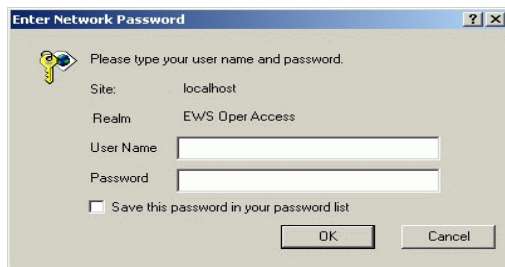 Enter Network Password
Please type your user name and password.
Site: localhost
Realm EWS Oper Access
User Name
Password
Save this password in your password list
OK Cancel